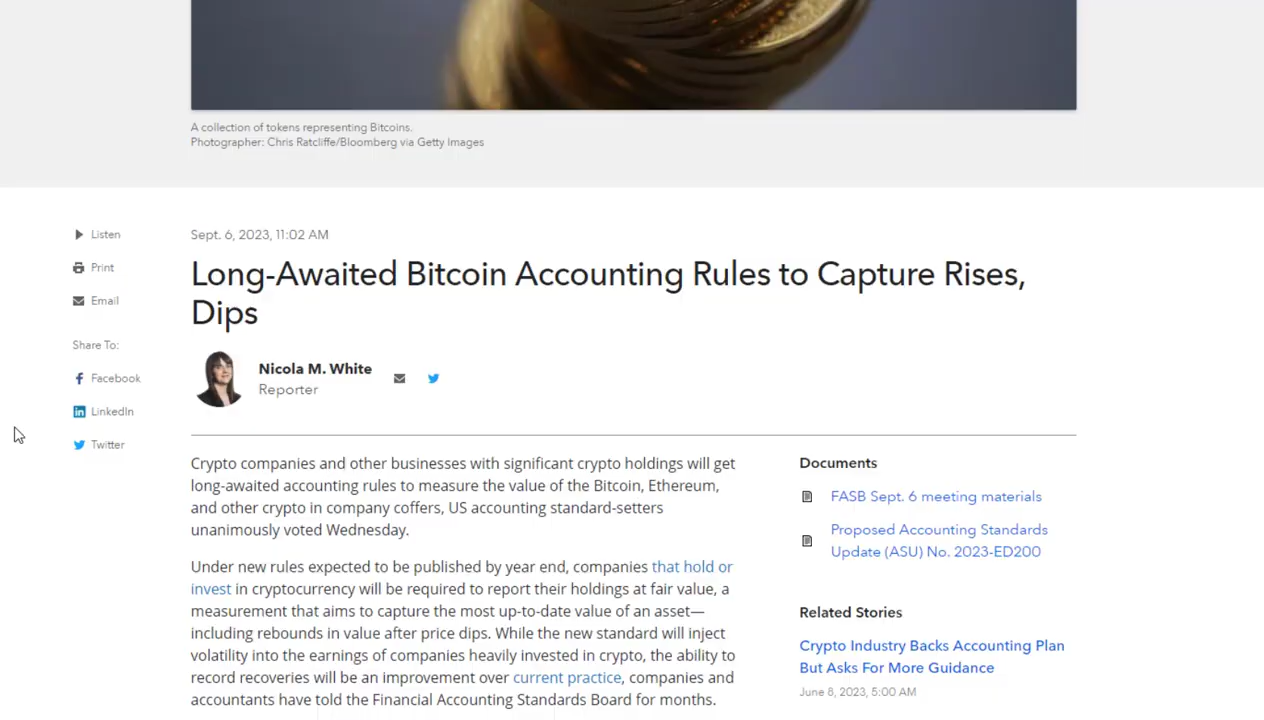 A collection of tokens representing Bitcoins.
Photographer: Chris Ratcliffe/Bloomberg via Getty Images
Listen
Print
Email
Share To:
Facebook
LinkedIn
Twitter
Sept. 6, 2023, 11:02 AM
Long-Awaited Bitcoin Accounting Rules to Capture Rises,
Dips
Nicola M. White
Reporter
Crypto companies and other businesses with significant crypto holdings will get
long-awaited accounting rules to measure the value of the Bitcoin, Ethereum,
and other crypto in company coffers, US accounting standard-setters
unanimously voted Wednesday.
Under new rules expected to be published by year end, companies that hold or
invest in cryptocurrency will be required to report their holdings at fair value, a
measurement that aims to capture the most up-to-date value of an asset—
including rebounds in value after price dips. While the new standard will inject
volatility into the earnings of companies heavily invested in crypto, the ability to
record recoveries will be an improvement over current practice, companies and
accountants have told the Financial Accounting Standards Board for months.
Documents
FASB Sept. 6 meeting materials
Proposed Accounting Standards
Update (ASU) No. 2023-ED200
Related Stories
Crypto Industry Backs Accounting Plan
But Asks For More Guidance
June 8, 2023, 5:00 AM